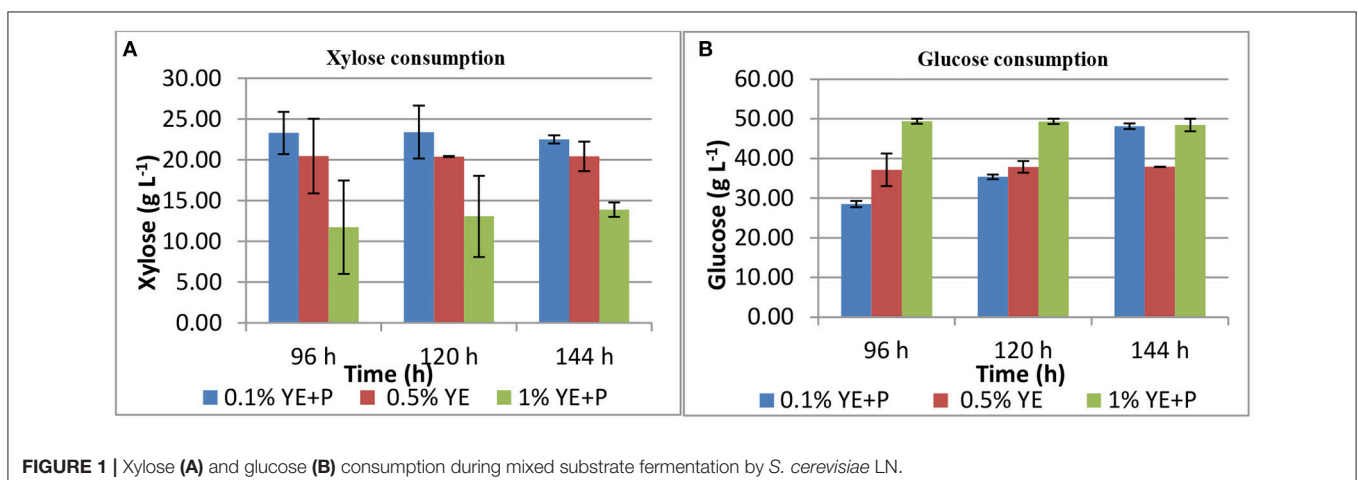 A
Xylose consumption
30.00
25.00
20.00
15.00
10.00
5.00
0.00
Xylose (g L-1)
96 h 120 h 144 h
Time (h)
0.1% YE+P 0.5% YE 1% YE+P
B
Glucose consumption
60.00
50.00
40.00
30.00
20.00
10.00
0.00
Glucose (g L-1)
96 h 120 h 144 h
Time (h)
0.1% YE+P 0.5% YE 1% YE+P
FIGURE 1 | Xylose (A) and glucose (B) consumption during mixed substrate fermentation by S. cerevisiae LN.